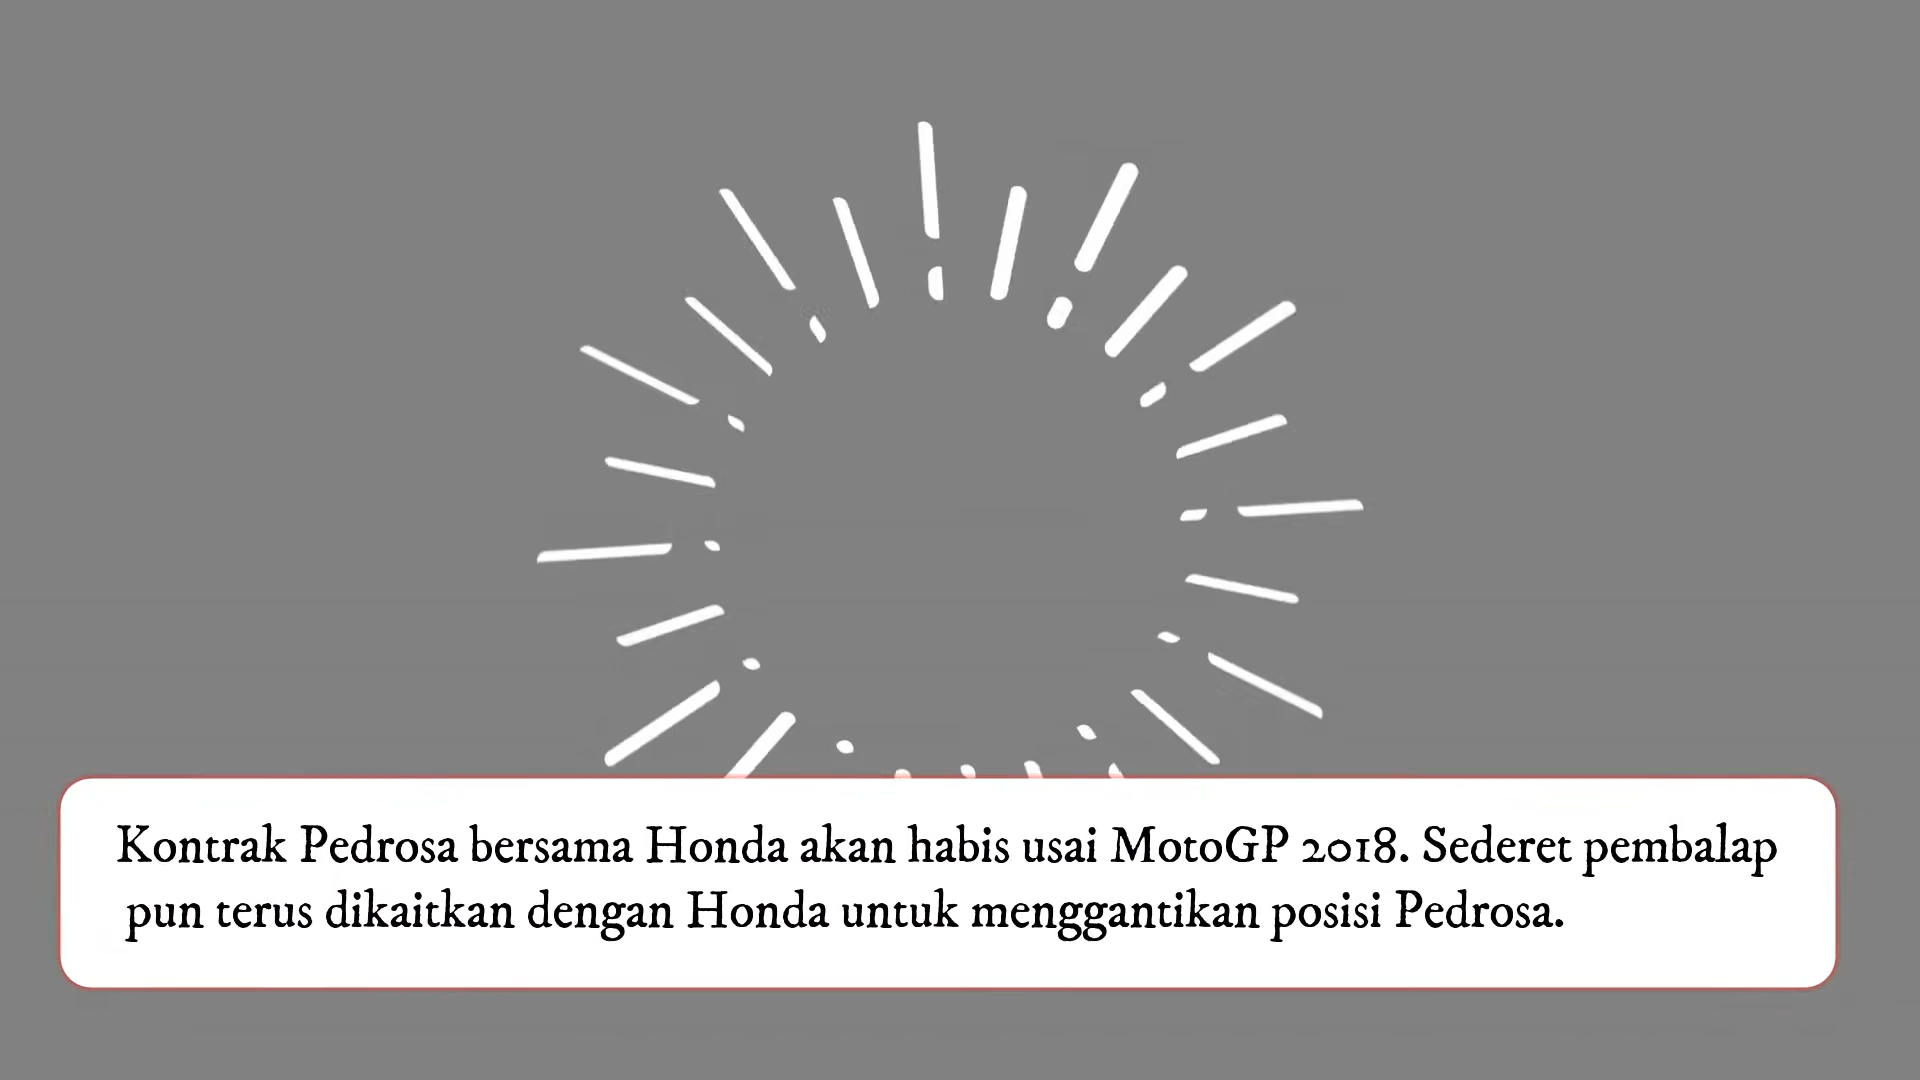 Kontrak Pedrosa bersama Honda akan habis usai MotoGP 2018. Sederet pembalap
pun terus dikaitkan dengan Honda untuk menggantikan posisi Pedrosa.